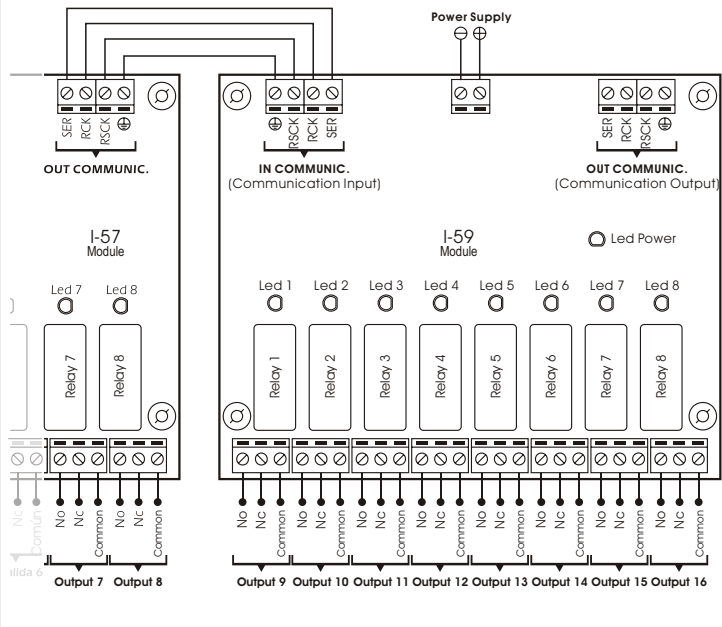 Power Supply
SER RCK RSCK
OUT COMMUNIC.
RSCK RCK SER
IN COMMUNIC.
(Communication Input)
SER RCK RSCK
OUT COMMUNIC.
(Communication Output)
I-57
Module
I-59
Module
Led Power
Led 7 Led 8
Led 1 Led 2 Led 3 Led 4 Led 5 Led 6 Led 7 Led 8
Relay 7 Relay 8
Relay 1 Relay 2 Relay 3 Relay 4 Relay 5 Relay 6 Relay 7 Relay 8
Nc Común No Nc Common No Nc Common
No Nc Common No Nc Common No Nc Common No Nc Common No Nc Common No Nc Common No Nc Common No Nc Common
lida 6 Output 7 Output 8
Output 9 Output 10 Output 11 Output 12 Output 13 Output 14 Output 15 Output 16